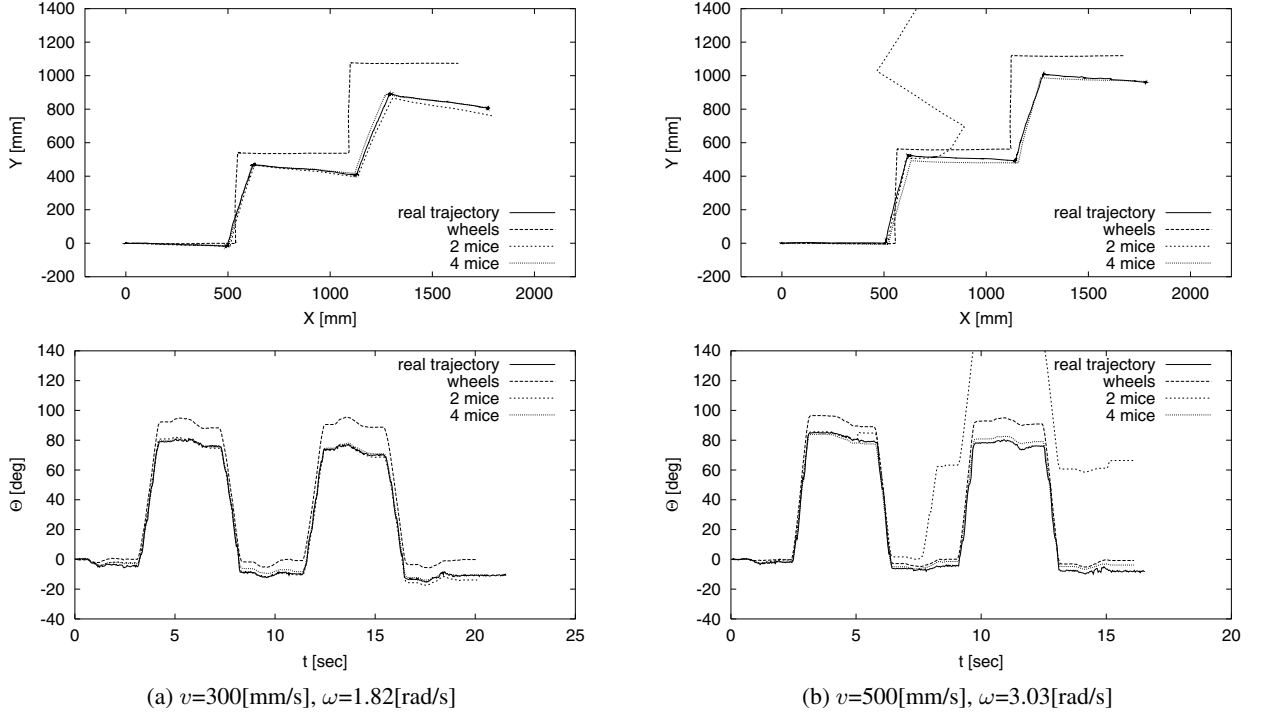 1400
1200
1000
800
600
400
200
0
-200
Y [mm]
real trajectory
wheels
2 mice
4 mice
0 500 1000 1500 2000
X [mm]
1400
1200
1000
800
600
400
200
0
-200
Y [mm]
real trajectory
wheels
2 mice
4 mice
0 500 1000 1500 2000
X [mm]
140
120
100
80
60
40
20
0
-20
-40
Θ [deg]
real trajectory
wheels
2 mice
4 mice
0 5 10 15 20 25
t [sec]
140
120
100
80
60
40
20
0
-20
-40
Θ [deg]
real trajectory
wheels
2 mice
4 mice
0 5 10 15 20
t [sec]
(a) v=300[mm/s], ω=1.82[rad/s]
(b) v=500[mm/s], ω=3.03[rad/s]